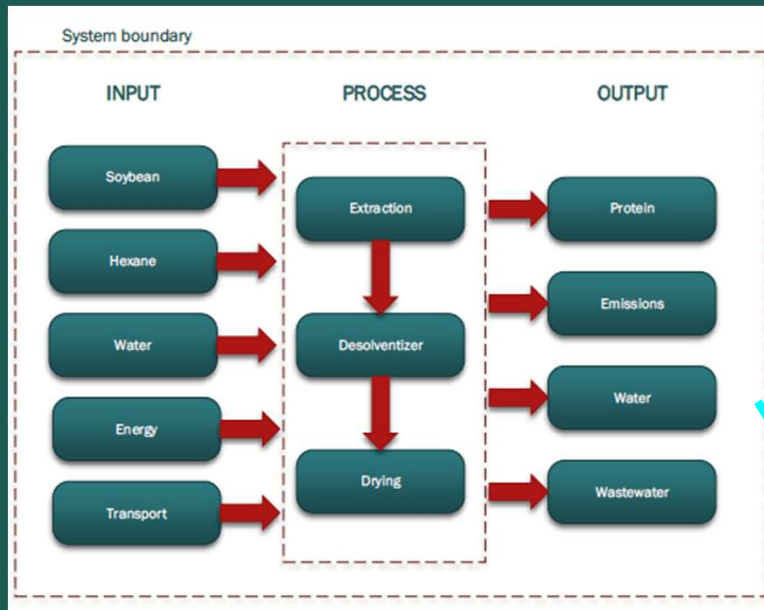 System boundary
INPUT
PROCESS
OUTPUT
Soybean
Hexane
Water
Energy
Transport
Extraction
Desolventizer
Drying
Protein
Emissions
Water
Wastewater